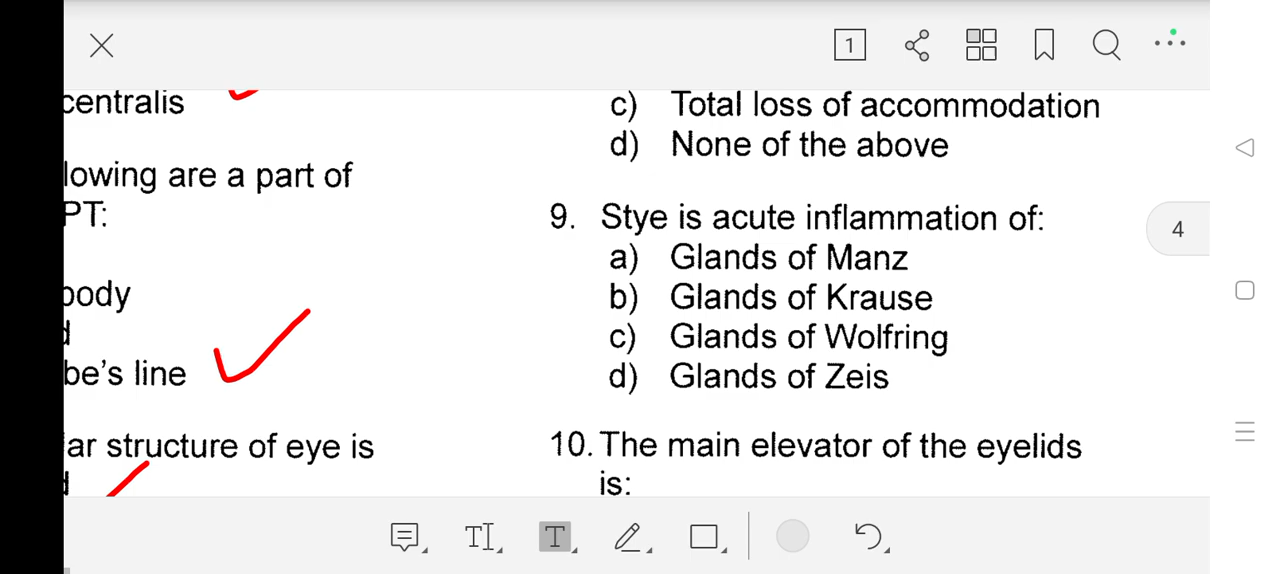 1
centralis
lowing are a part of
PT:
body
d
be's line
ar structure of eye is
d
c) Total loss of accommodation
d) None of the above
9. Stye is acute inflammation of:
a) Glands of Manz
b) Glands of Krause
c) Glands of Wolfring
d) Glands of Zeis
10. The main elevator of the eyelids
is:
4
TI
T